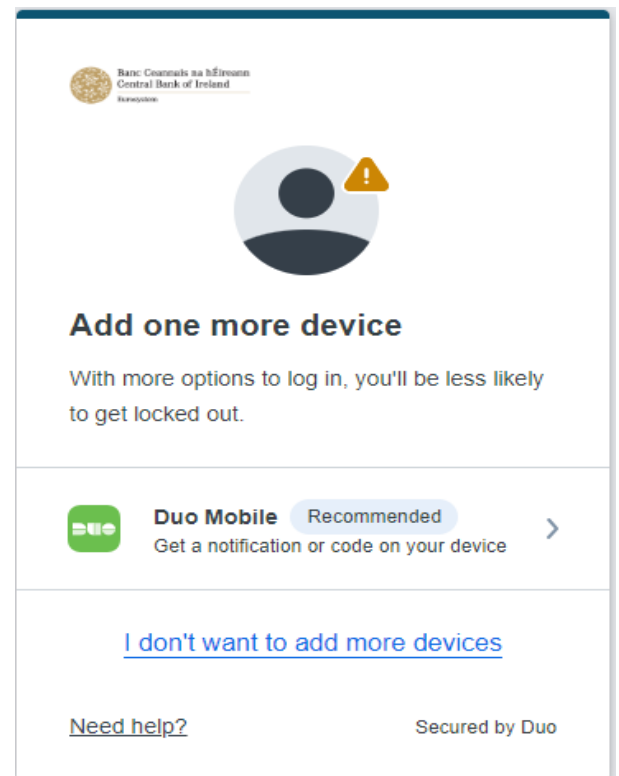 Banc Ceannais na hÉireann
Central Bank of Ireland
Eurosystem
Add one more device
With more options to log in, you'll be less likely
to get locked out.
DUO
Duo Mobile Recommended
Get a notification or code on your device
I don't want to add more devices
Need help? Secured by Duo